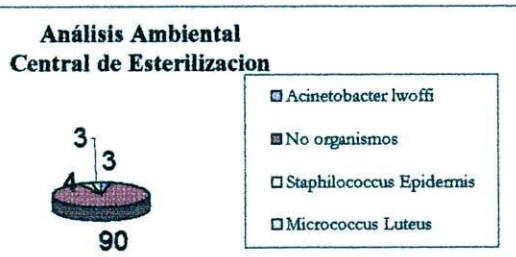 Análisis Ambiental
Central de Esterilizacion
Acinetobacter lwoffi
No organismos
Staphilococcus Epidermis
Micrococcus Luteus
3
3
4
90